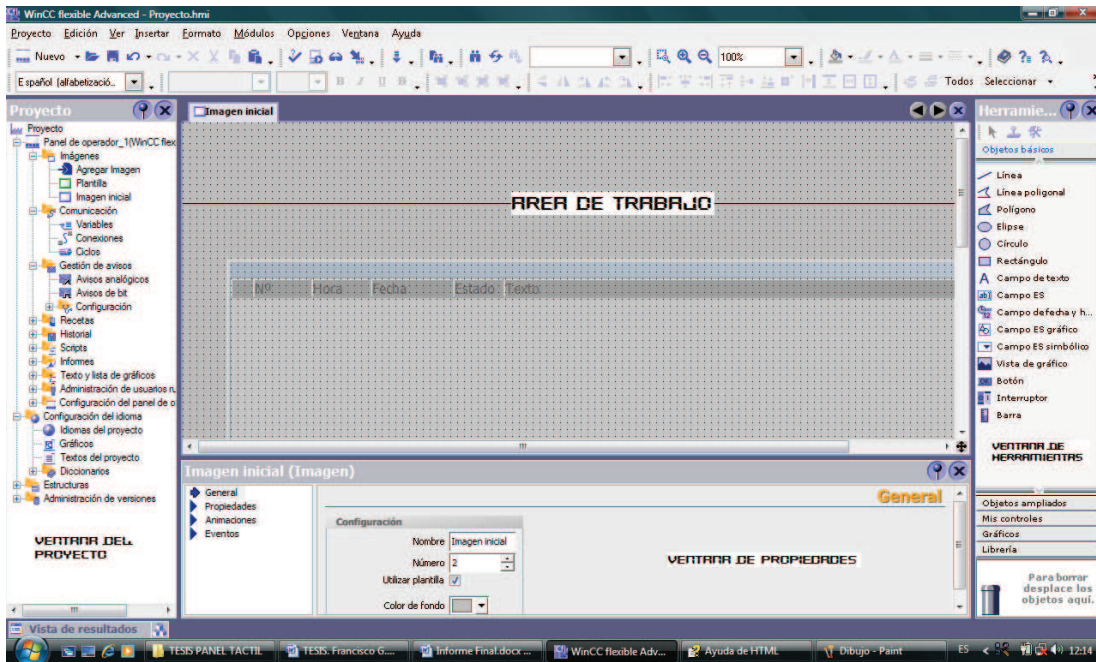 WinCC flexible Advanced - Proyecto.hmi
Proyecto Edición Ver Insertar Formato Módulos Opciones Ventana Ayuda
Nuevo 100%
Español (alfabetizació.. Todos Seleccionar
Proyecto
Proyecto
Panel de operador_1(WinCC flex
Imágenes
Agregar Imagen
Plantilla
Imagen inicial
Comunicación
Variables
Conexiones
Ciclos
Gestión de avisos
Avisos analógicos
Avisos de bit
Configuración
Recetas
Historial
Scripts
Informes
Texto y lista de gráficos
Administración de usuarios ru
Configuración del panel de o
Configuración del idioma
Idiomas del proyecto
Gráficos
Textos del proyecto
Diccionarios
Estructuras
Administración de versiones
VENTANA DEL
PROYECTO
Imagen inicial
AREA DE TRABAJO
Nº Hora Fecha Estado Texto
Imagen inicial (Imagen)
General
Propiedades
Animaciones
Eventos
General
Configuración
Nombre Imagen inicial
Número 2
Utilizar plantilla
Color de fondo
VENTANA DE PROPIEDADES
Herramie...
Objetos básicos
Línea
Línea poligonal
Polígono
Elipse
Círculo
Rectángulo
A Campo de texto
Campo ES
Campo defecha y h...
Campo ES gráfico
Campo ES simbólico
Vista de gráfico
Botón
Interruptor
Barra
VENTANA DE
HERRAMIENTAS
Objetos ampliados
Mis controles
Gráficos
Librería
Para borrar
desplace los
objetos aquí.
Vista de resultados
TESIS PANEL TACTIL TESIS. Francisco G.... Informe Final.docx ... WinCC flexible Adv... Ayuda de HTML Dibujo - Paint ES 12:14